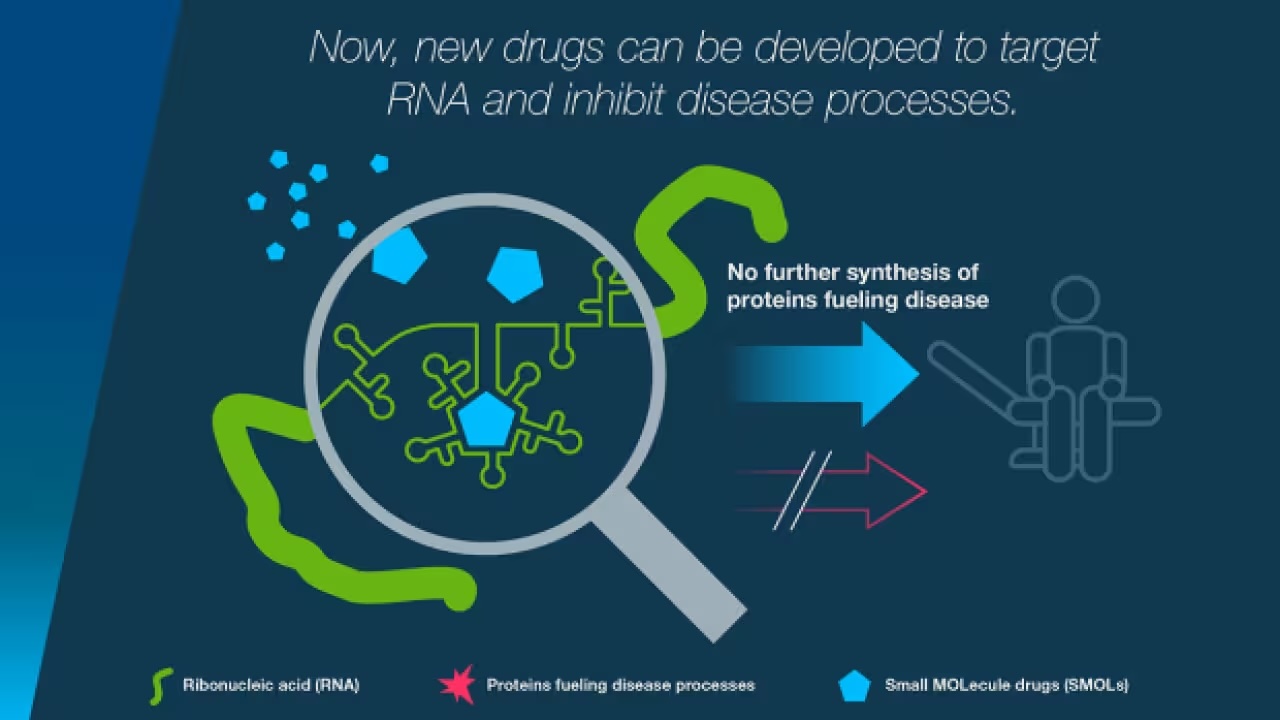 Now, new drugs can be developed to target
RNA and inhibit disease processes.
No further synthesis of
proteins fueling disease
Ribonucleic acid (RNA)
Proteins fueling disease processes
Small MOLecule drugs (SMOLs)